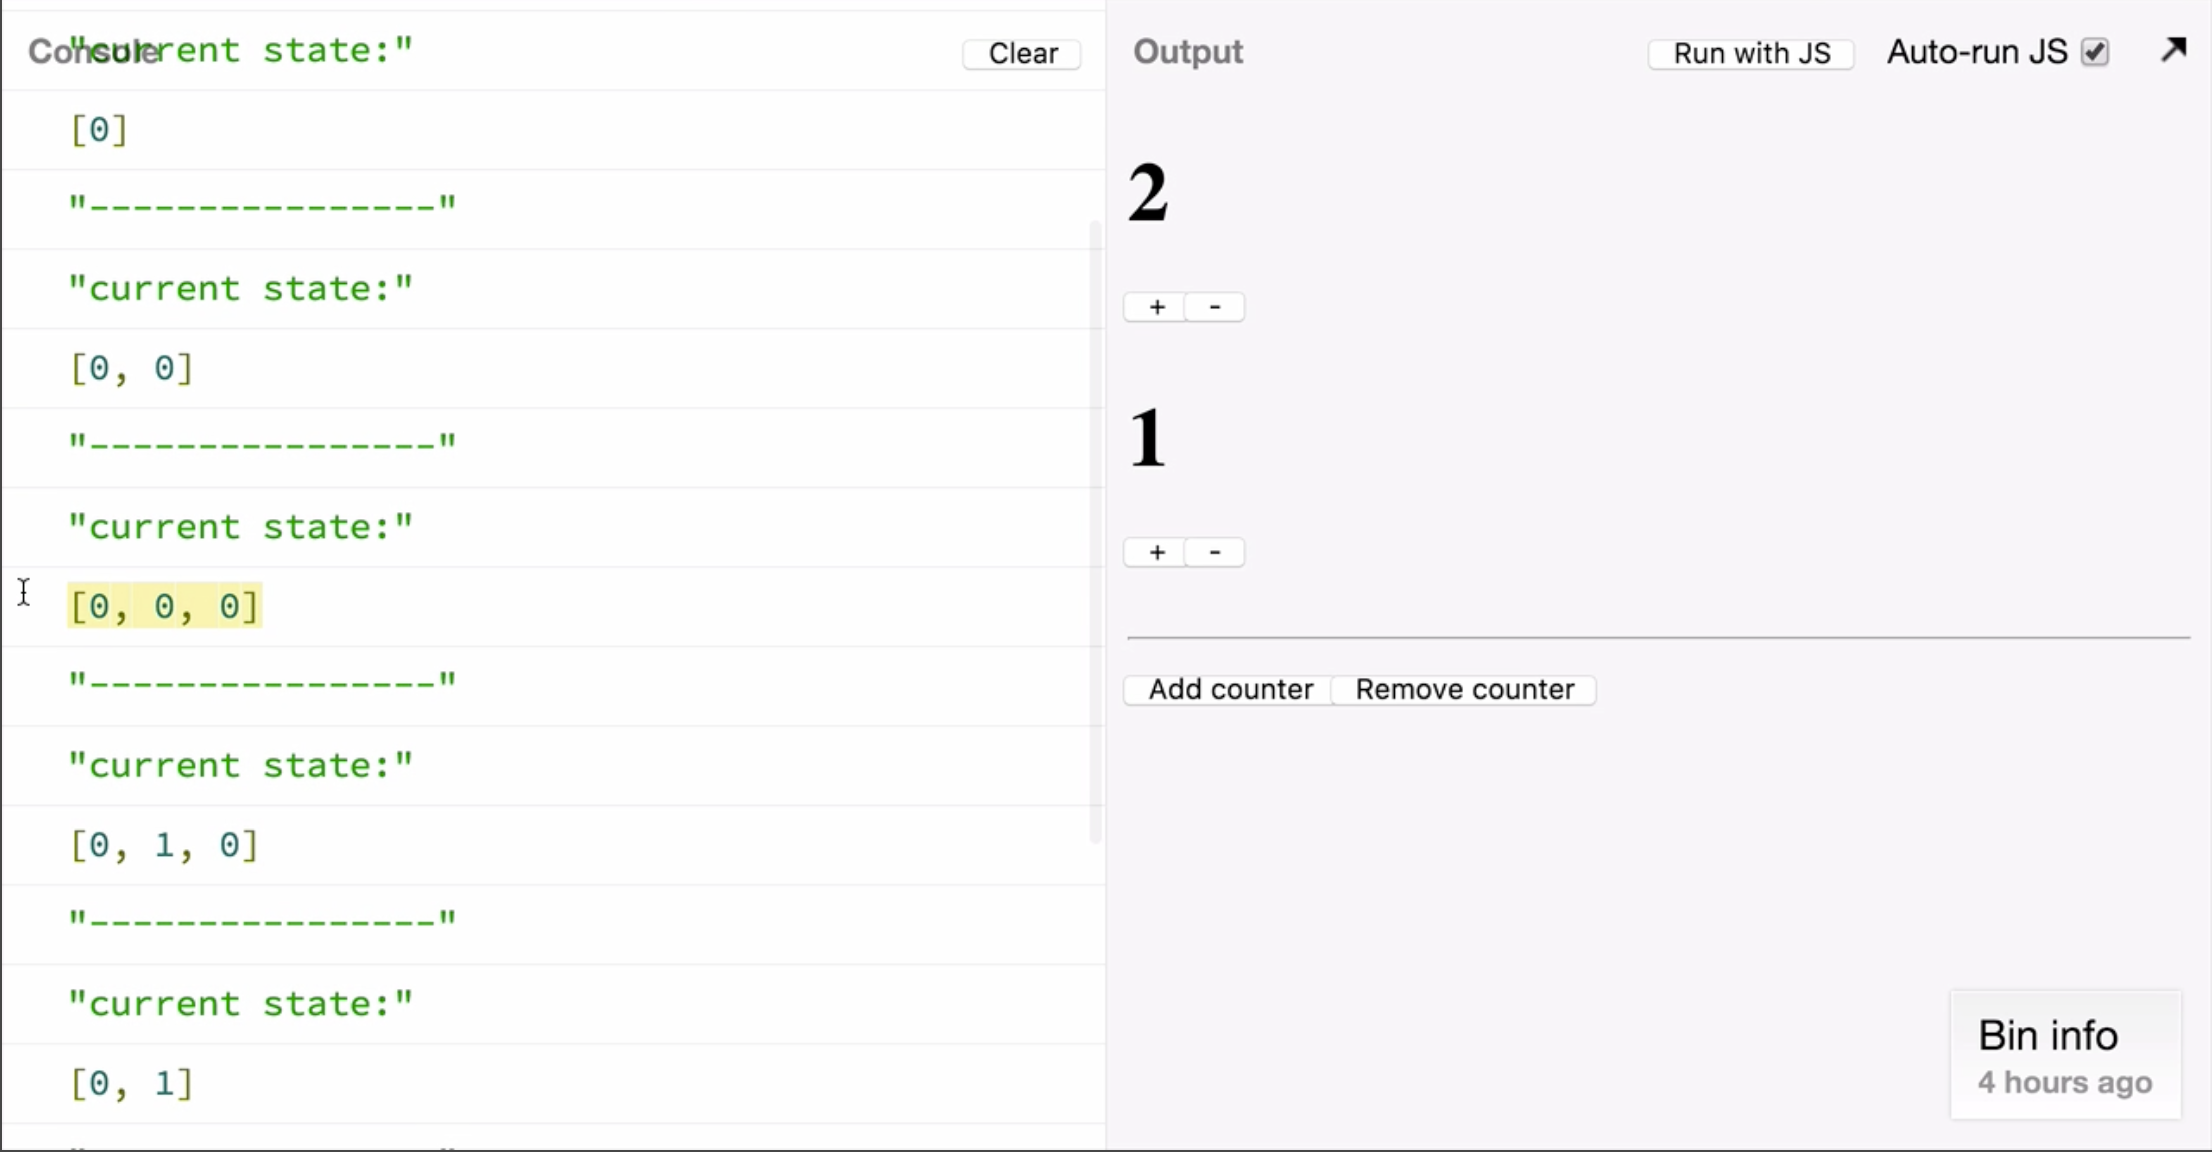 Console
"current state:"
Clear
[0]
"----------------"
"current state:"
[0, 0]
"----------------"
"current state:"
[0, 0, 0]
"----------------"
"current state:"
[0, 1, 0]
"----------------"
"current state:"
[0, 1]
Output
Run with JS
Auto-run JS
2
+ -
1
+ -
Add counter Remove counter
Bin info
4 hours ago